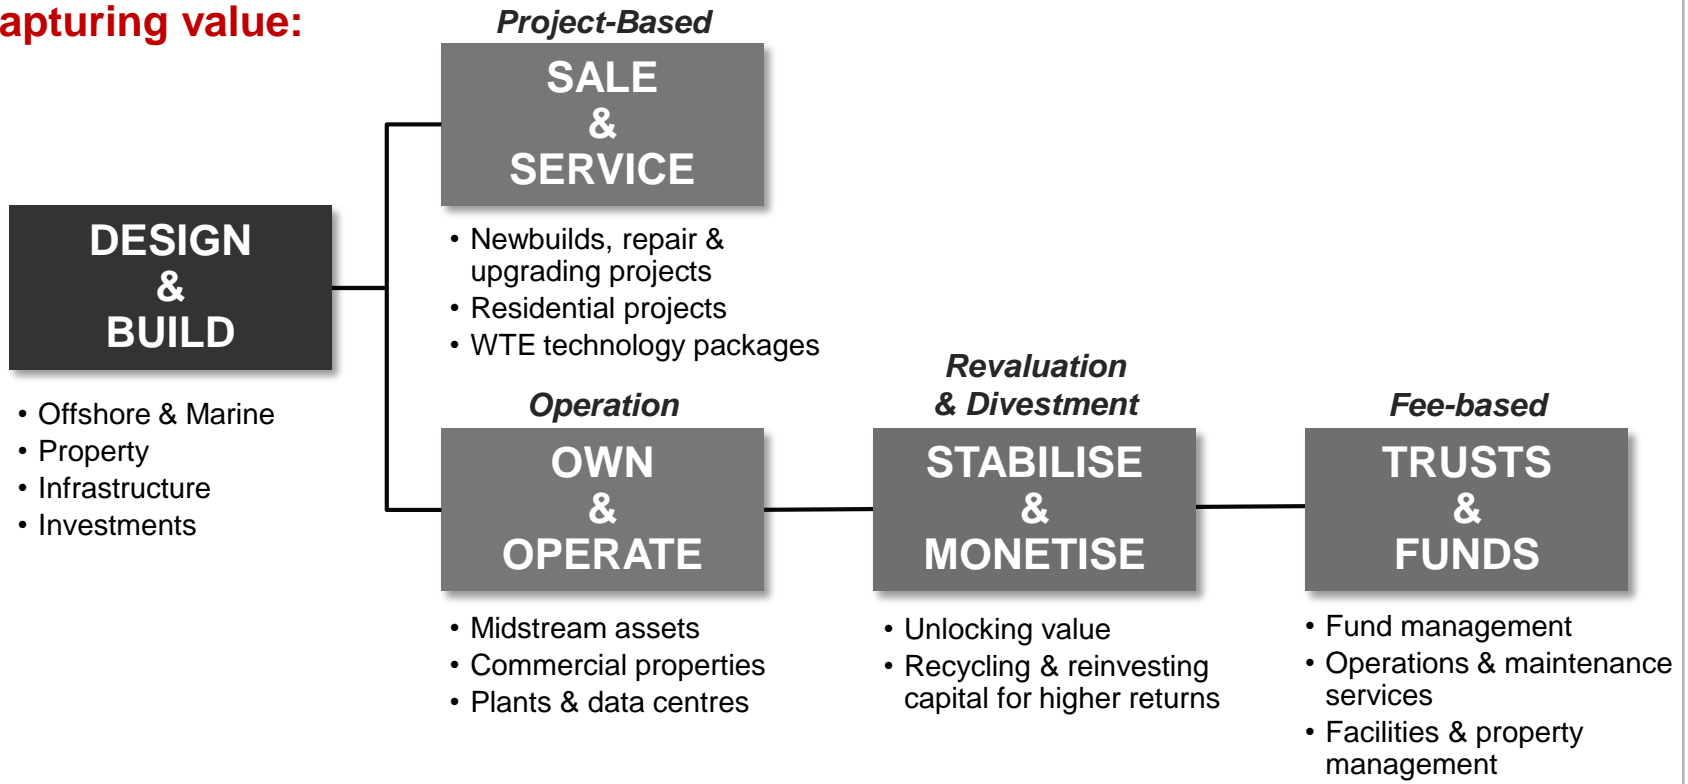 apturing value:
Project-Based
SALE
&
SERVICE
• Newbuilds, repair &
upgrading projects
• Residential projects
• WTE technology packages
DESIGN
&
BUILD
• Offshore & Marine
• Property
• Infrastructure
• Investments
Operation
OWN
&
OPERATE
• Midstream assets
• Commercial properties
• Plants & data centres
Revaluation
& Divestment
STABILISE
&
MONETISE
• Unlocking value
• Recycling & reinvesting
capital for higher returns
Fee-based
TRUSTS
&
FUNDS
• Fund management
• Operations & maintenance
services
• Facilities & property
management